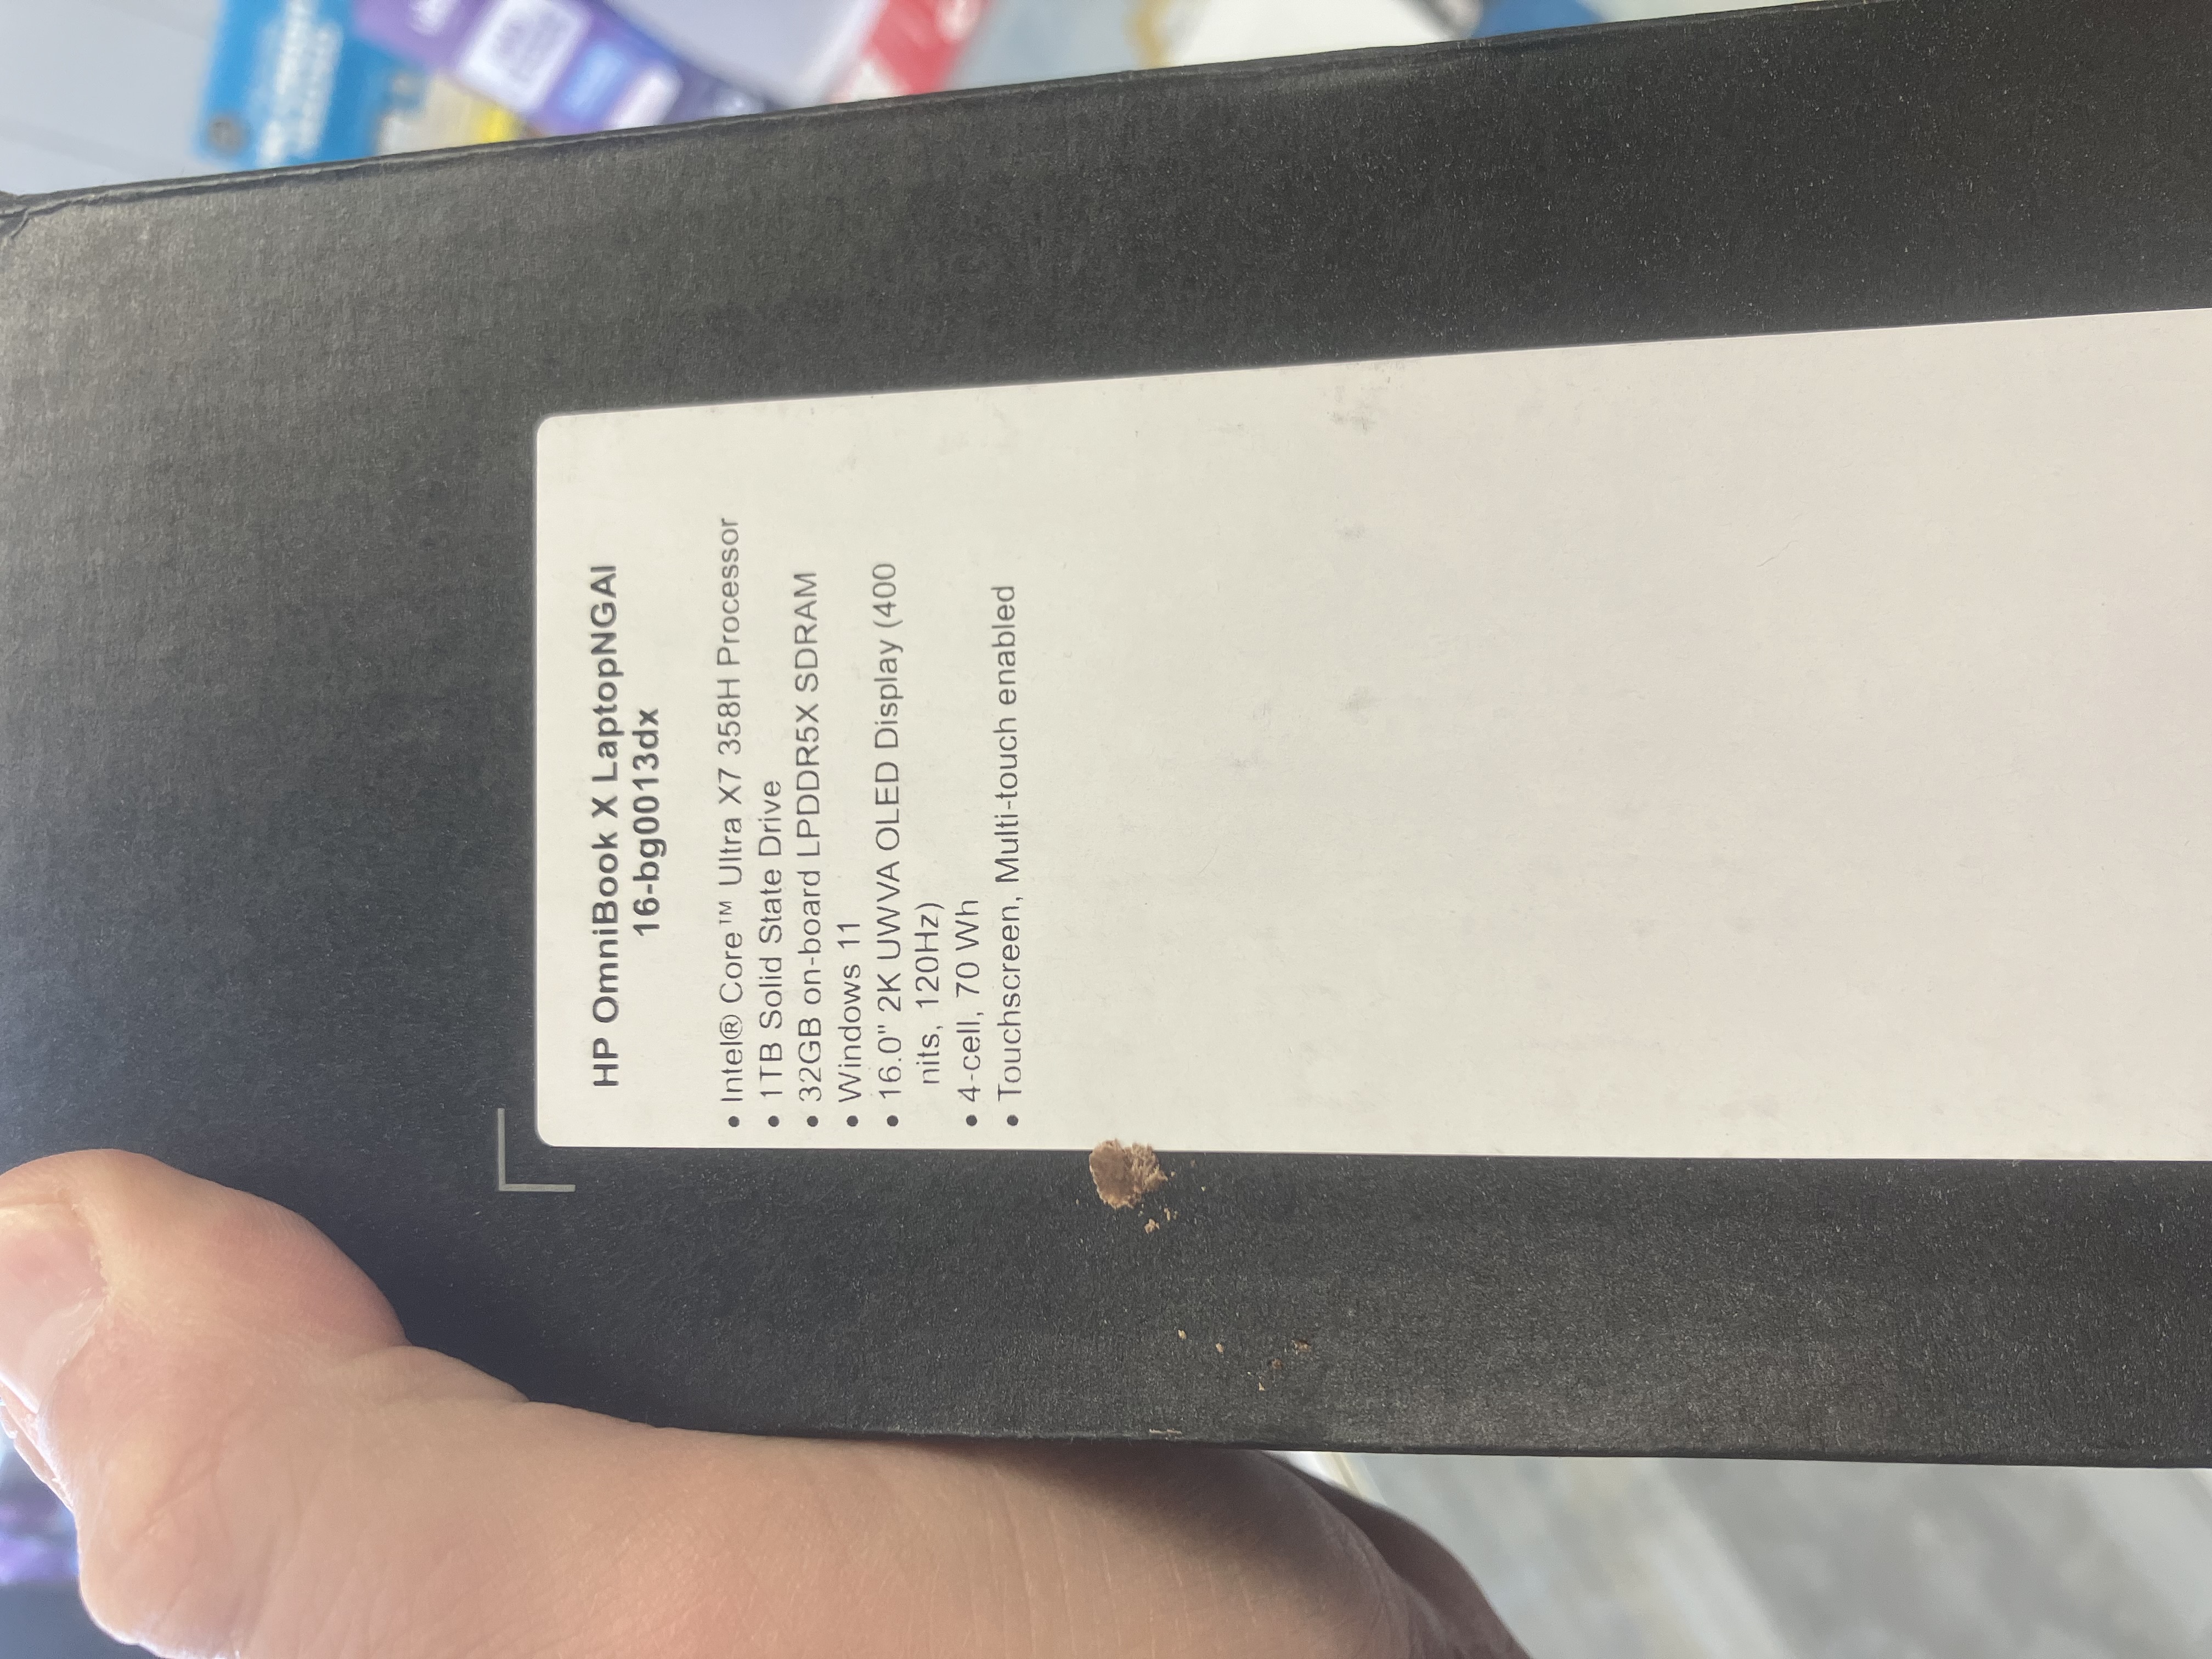 HP OmniBook X LaptopNGAI
16-bg0013dx
• Intel® Core™ Ultra X7 358H Processor
• 1TB Solid State Drive
• 32GB on-board LPDDR5X SDRAM
• Windows 11
• 16.0" 2K UWVA OLED Display (400
nits, 120Hz)
• 4-cell, 70 Wh
• Touchscreen, Multi-touch enabled